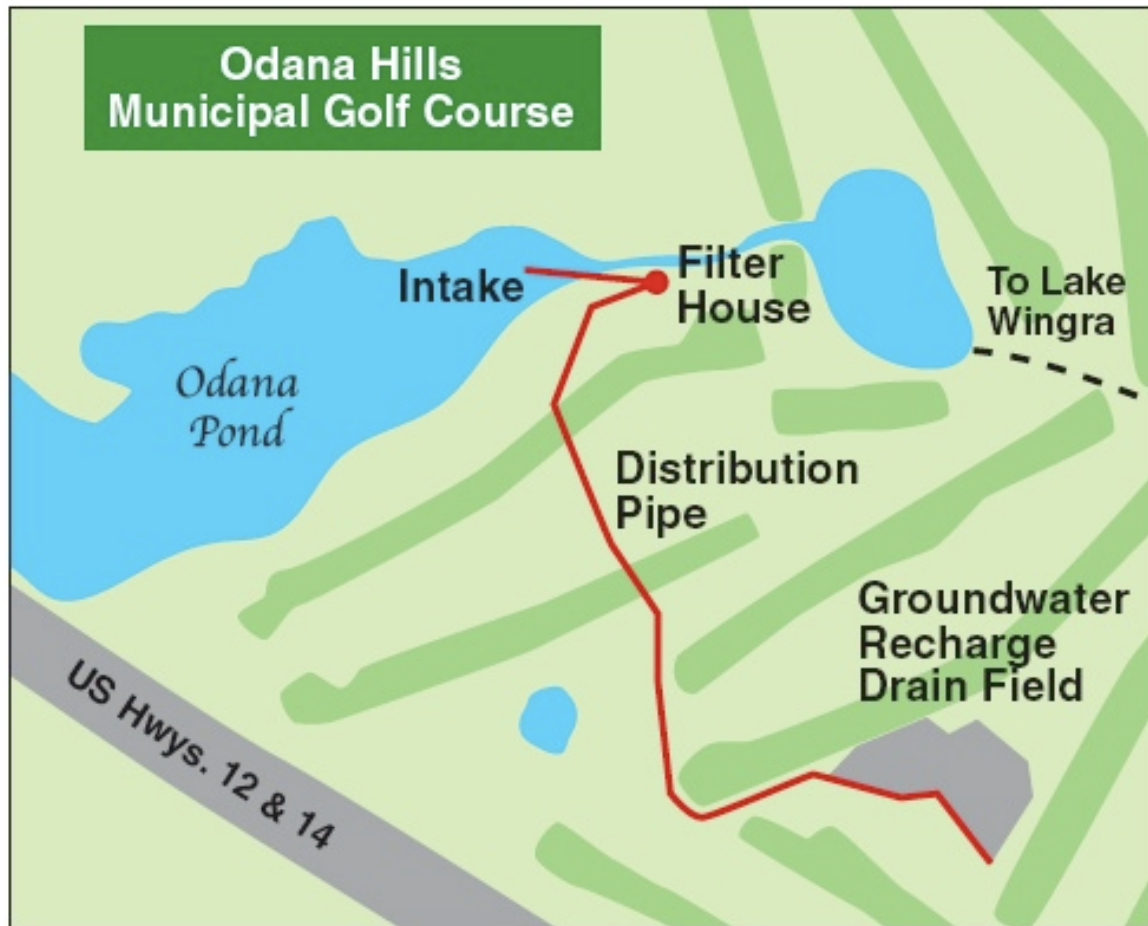 Odana Hills
Municipal Golf Course
Intake
Filter
House
To Lake
Wingra
Odana
Pond
Distribution
Pipe
Groundwater
Recharge
Drain Field
US Hwys. 12 & 14